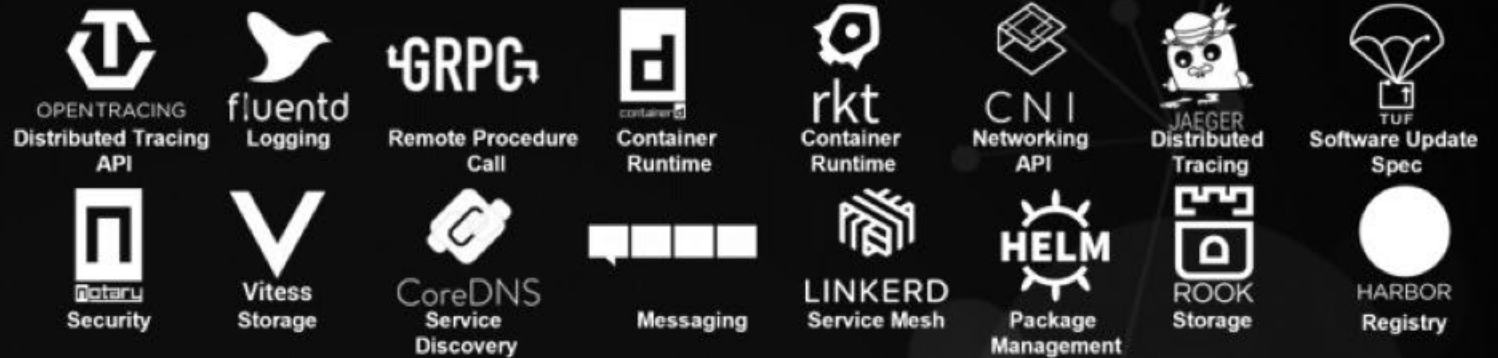 OPENTRACING
Distributed Tracing
API
fluentd
Logging
GRPC
Remote Procedure
Call
d
containerd
Container
Runtime
rkt
Container
Runtime
CNI
Networking
API
JAEGER
Distributed
Tracing
TUF
Software Update
Spec
n
notary
Security
Vitess
Storage
CoreDNS
Service
Discovery
Messaging
LINKERD
Service Mesh
HELM
Package
Management
ROOK
Storage
HARBOR
Registry